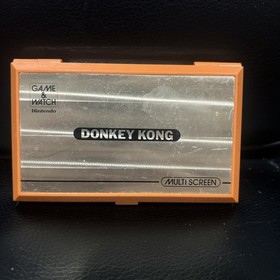 GAME
&
WATCH
Nintendo
DONKEY KONG
MULTI SCREEN